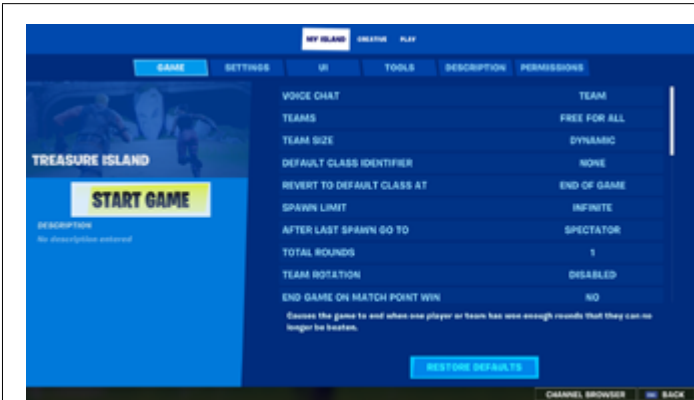 MY ISLAND CREATIVE PLAY
GAME SETTINGS UI TOOLS DESCRIPTION PERMISSIONS
VOICE CHAT TEAM
TEAMS FREE FOR ALL
TEAM SIZE DYNAMIC
TREASURE ISLAND
DEFAULT CLASS IDENTIFIER NONE
REVERT TO DEFAULT CLASS AT END OF GAME
START GAME
SPAWN LIMIT INFINITE
DESCRIPTION
AFTER LAST SPAWN GO TO SPECTATOR
No description entered
TOTAL ROUNDS 1
TEAM ROTATION DISABLED
END GAME ON MATCH POINT WIN NO
Causes the game to end when one player or team has won enough rounds that they can no
longer be beaten.
RESTORE DEFAULTS
CHANNEL BROWSER BACK